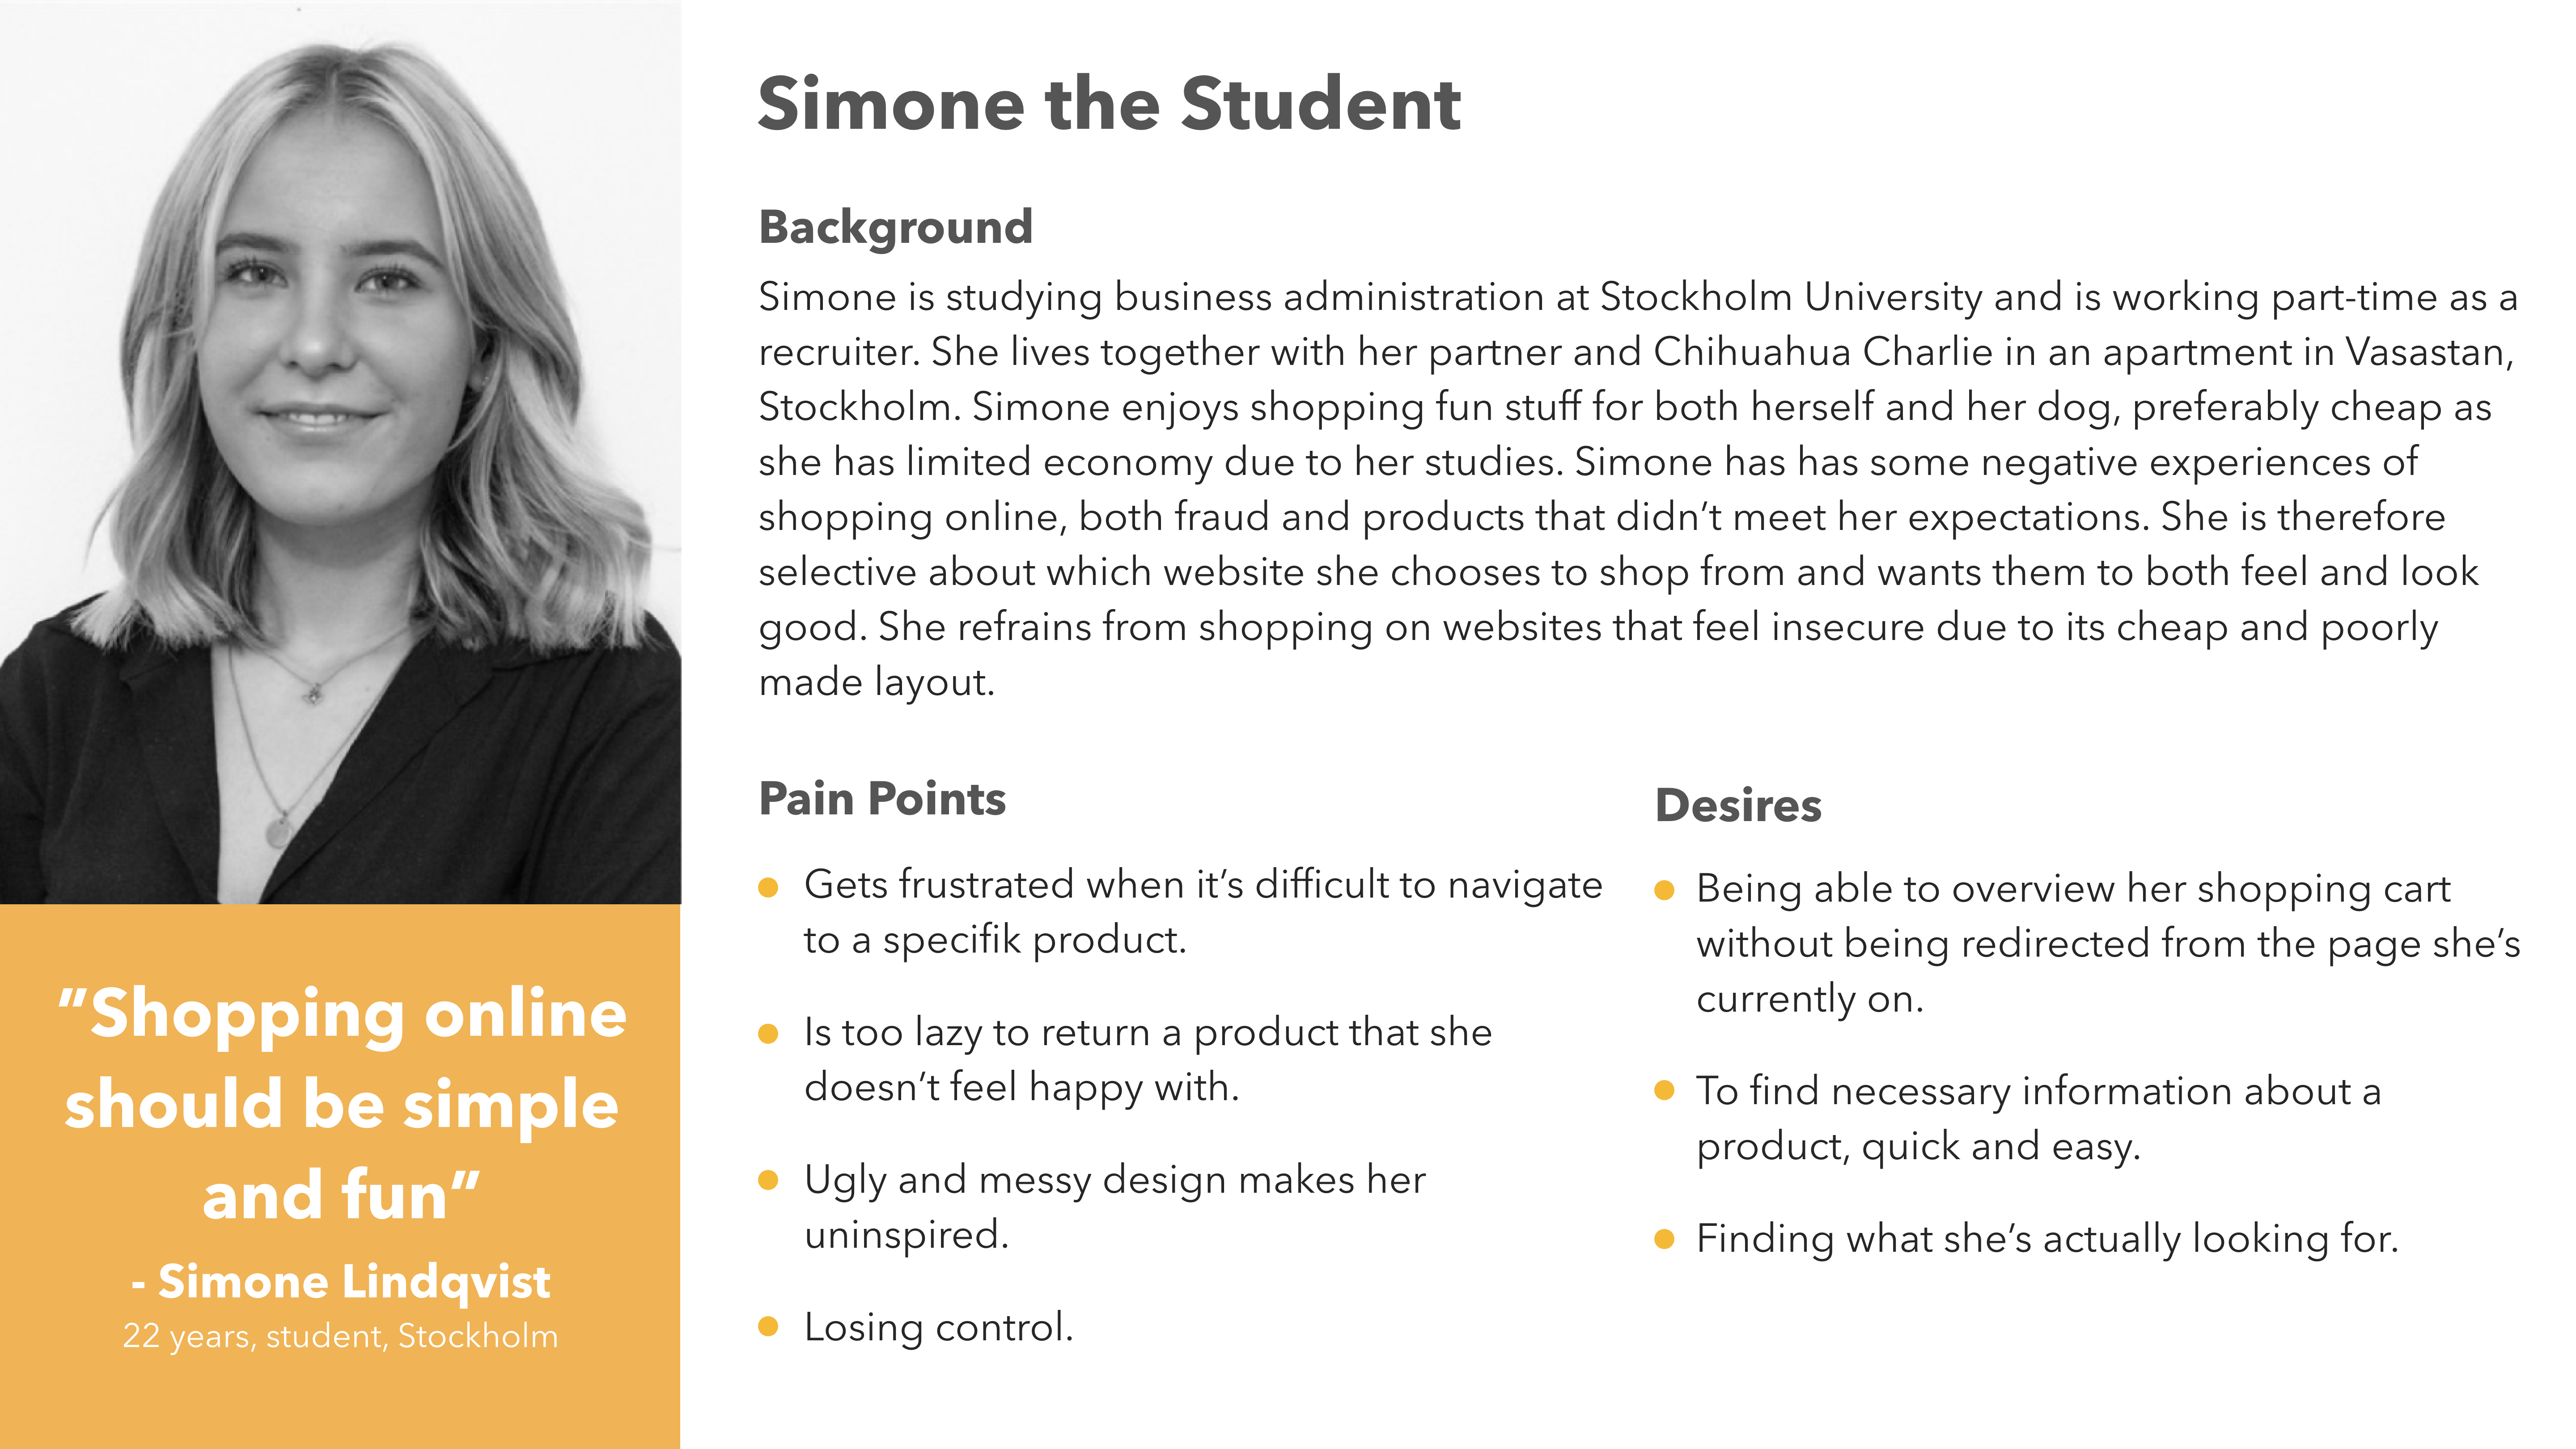 Simone the Student
Background
Simone is studying business administration at Stockholm University and is working part-time as a
recruiter. She lives together with her partner and Chihuahua Charlie in an apartment in Vasastan,
Stockholm. Simone enjoys shopping fun stuff for both herself and her dog, preferably cheap as
she has limited economy due to her studies. Simone has has some negative experiences of
shopping online, both fraud and products that didn’t meet her expectations. She is therefore
selective about which website she chooses to shop from and wants them to both feel and look
good. She refrains from shopping on websites that feel insecure due to its cheap and poorly
made layout.
Pain Points
Gets frustrated when it’s difficult to navigate
to a specifik product.
Is too lazy to return a product that she
doesn’t feel happy with.
Ugly and messy design makes her
uninspired.
Losing control.
Desires
Being able to overview her shopping cart
without being redirected from the page she’s
currently on.
To find necessary information about a
product, quick and easy.
Finding what she’s actually looking for.
”Shopping online
should be simple
and fun”
- Simone Lindqvist
22 years, student, Stockholm